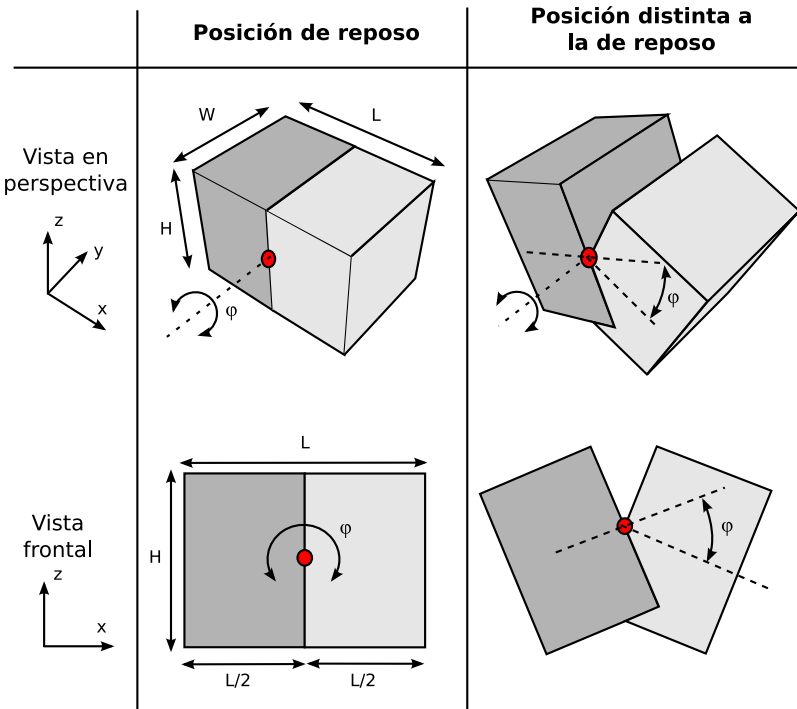 Posición de reposo
Posición distinta a
la de reposo
Vista en
perspectiva
z
y
x
W
L
H
φ
φ
Vista
frontal
z
x
L
H
φ
L/2
L/2
φ